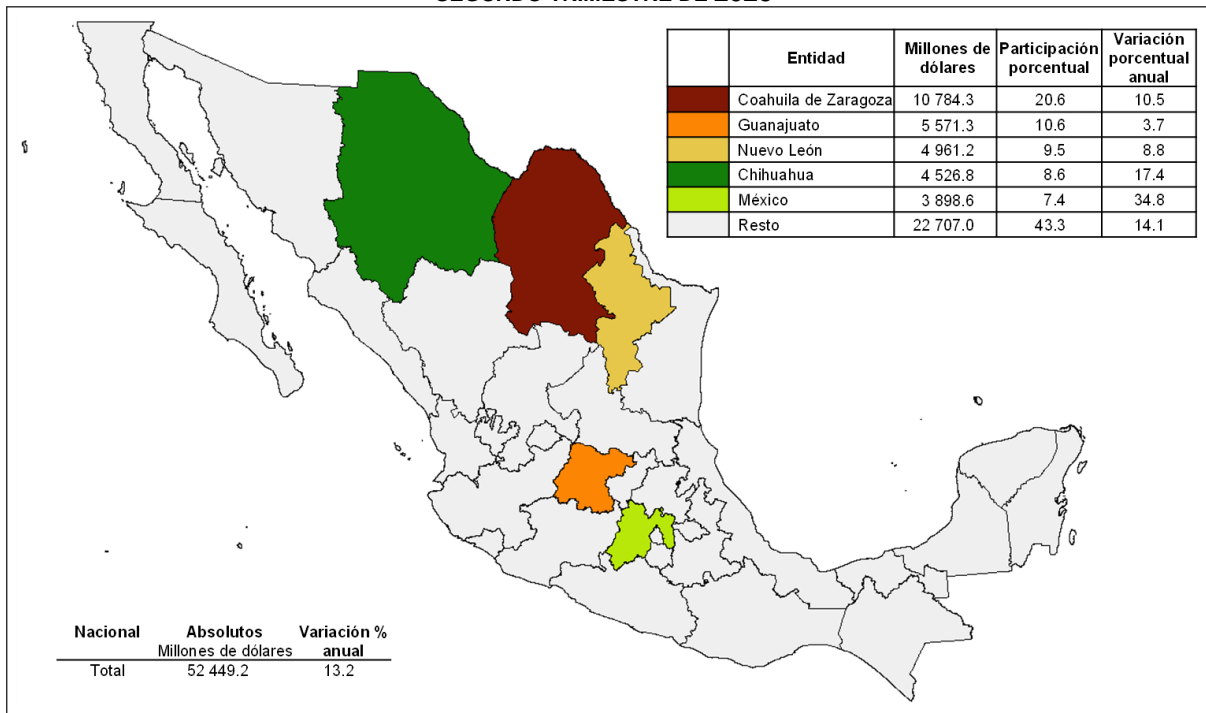 Entidad Millones de dólares Participación porcentual Variación porcentual anual
Coahuila de Zaragoza 10 784.3 20.6 10.5
Guanajuato 5 571.3 10.6 3.7
Nuevo León 4 961.2 9.5 8.8
Chihuahua 4 526.8 8.6 17.4
México 3 898.6 7.4 34.8
Resto 22 707.0 43.3 14.1
Nacional Absolutos Variación %
Millones de dólares anual
Total 52 449.2 13.2